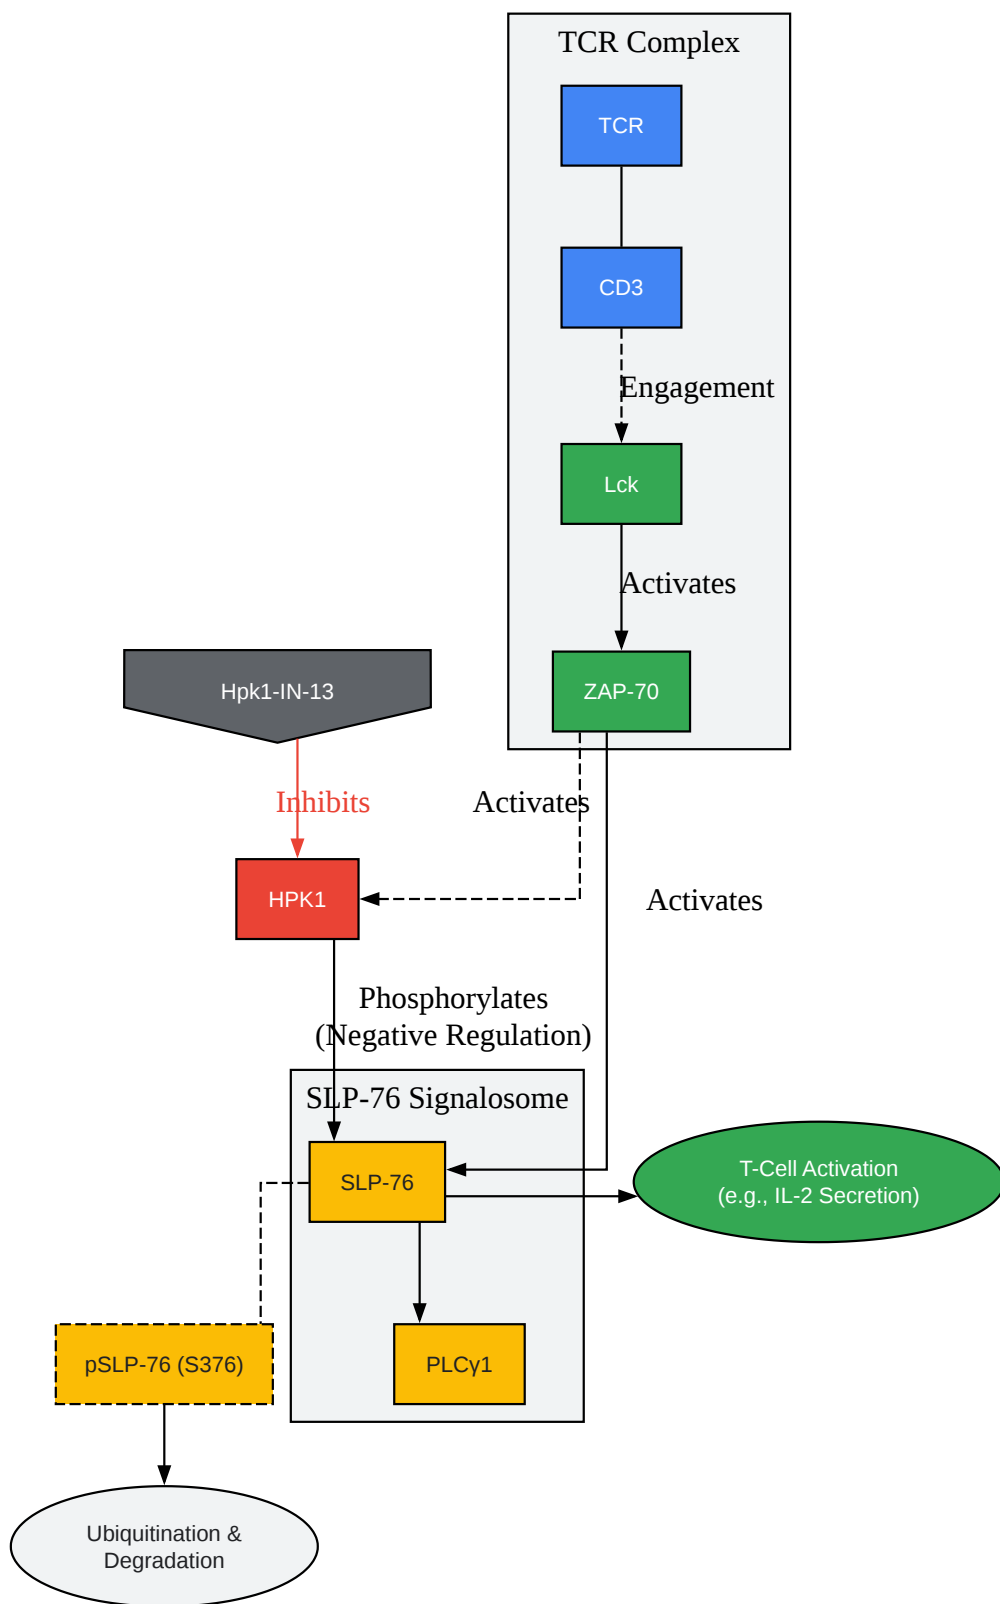 TCR Complex
TCR
CD3
Engagement
Lck
Activates
Hpk1-IN-13
ZAP-70
Inhibits
Activates
HPK1
Activates
Phosphorylates
(Negative Regulation)
SLP-76 Signalosome
SLP-76
T-Cell Activation
(e.g., IL-2 Secretion)
pSLP-76 (S376)
PLCγ1
Ubiquitination &
Degradation